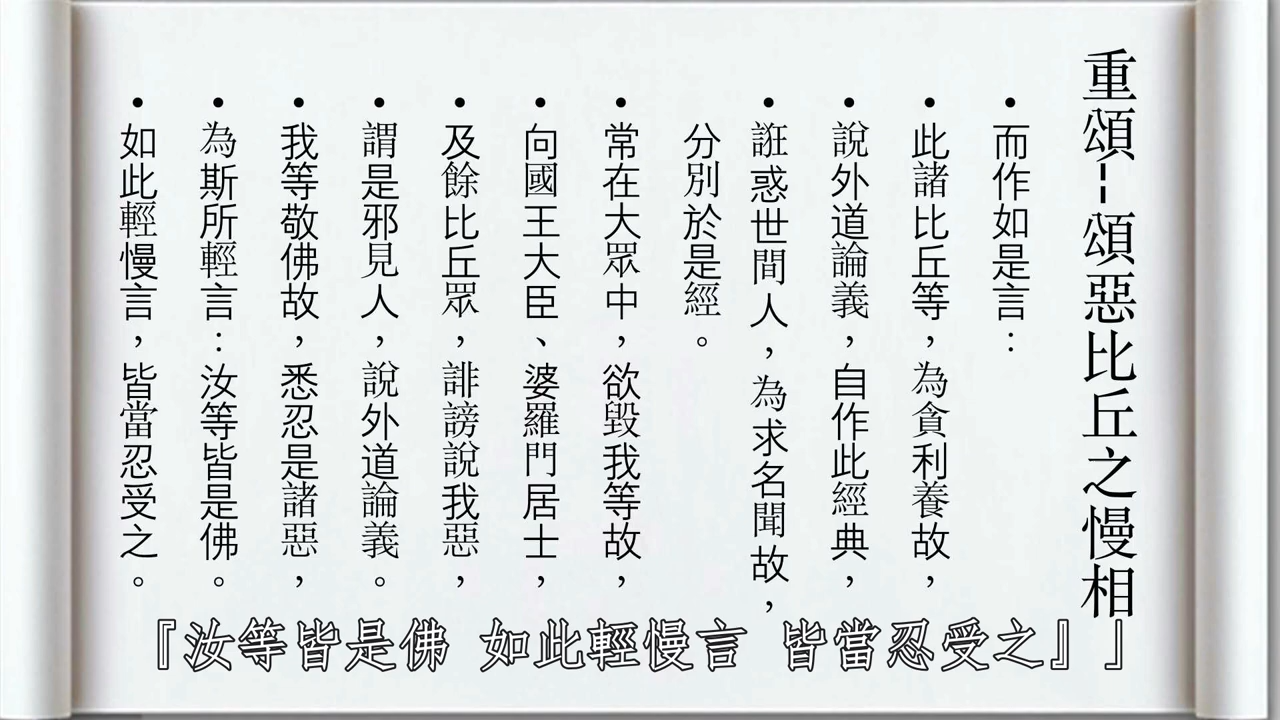 重頌--頌惡比丘之慢相
• 而作如是言：
• 此諸比丘等，為貪利養故，
• 說外道論義，自作此經典，
• 誑惑世間人，為求名聞故，
分別於是經。
• 常在大眾中，欲毀我等故，
• 向國王大臣、婆羅門居士，
• 及餘比丘眾，誹謗說我惡，
• 謂是邪見人，說外道論義。
• 我等敬佛故，悉忍是諸惡，
• 為斯所輕言：汝等皆是佛。
• 如此輕慢言，皆當忍受之。
『汝等皆是佛 如此輕慢言 皆當忍受之』」